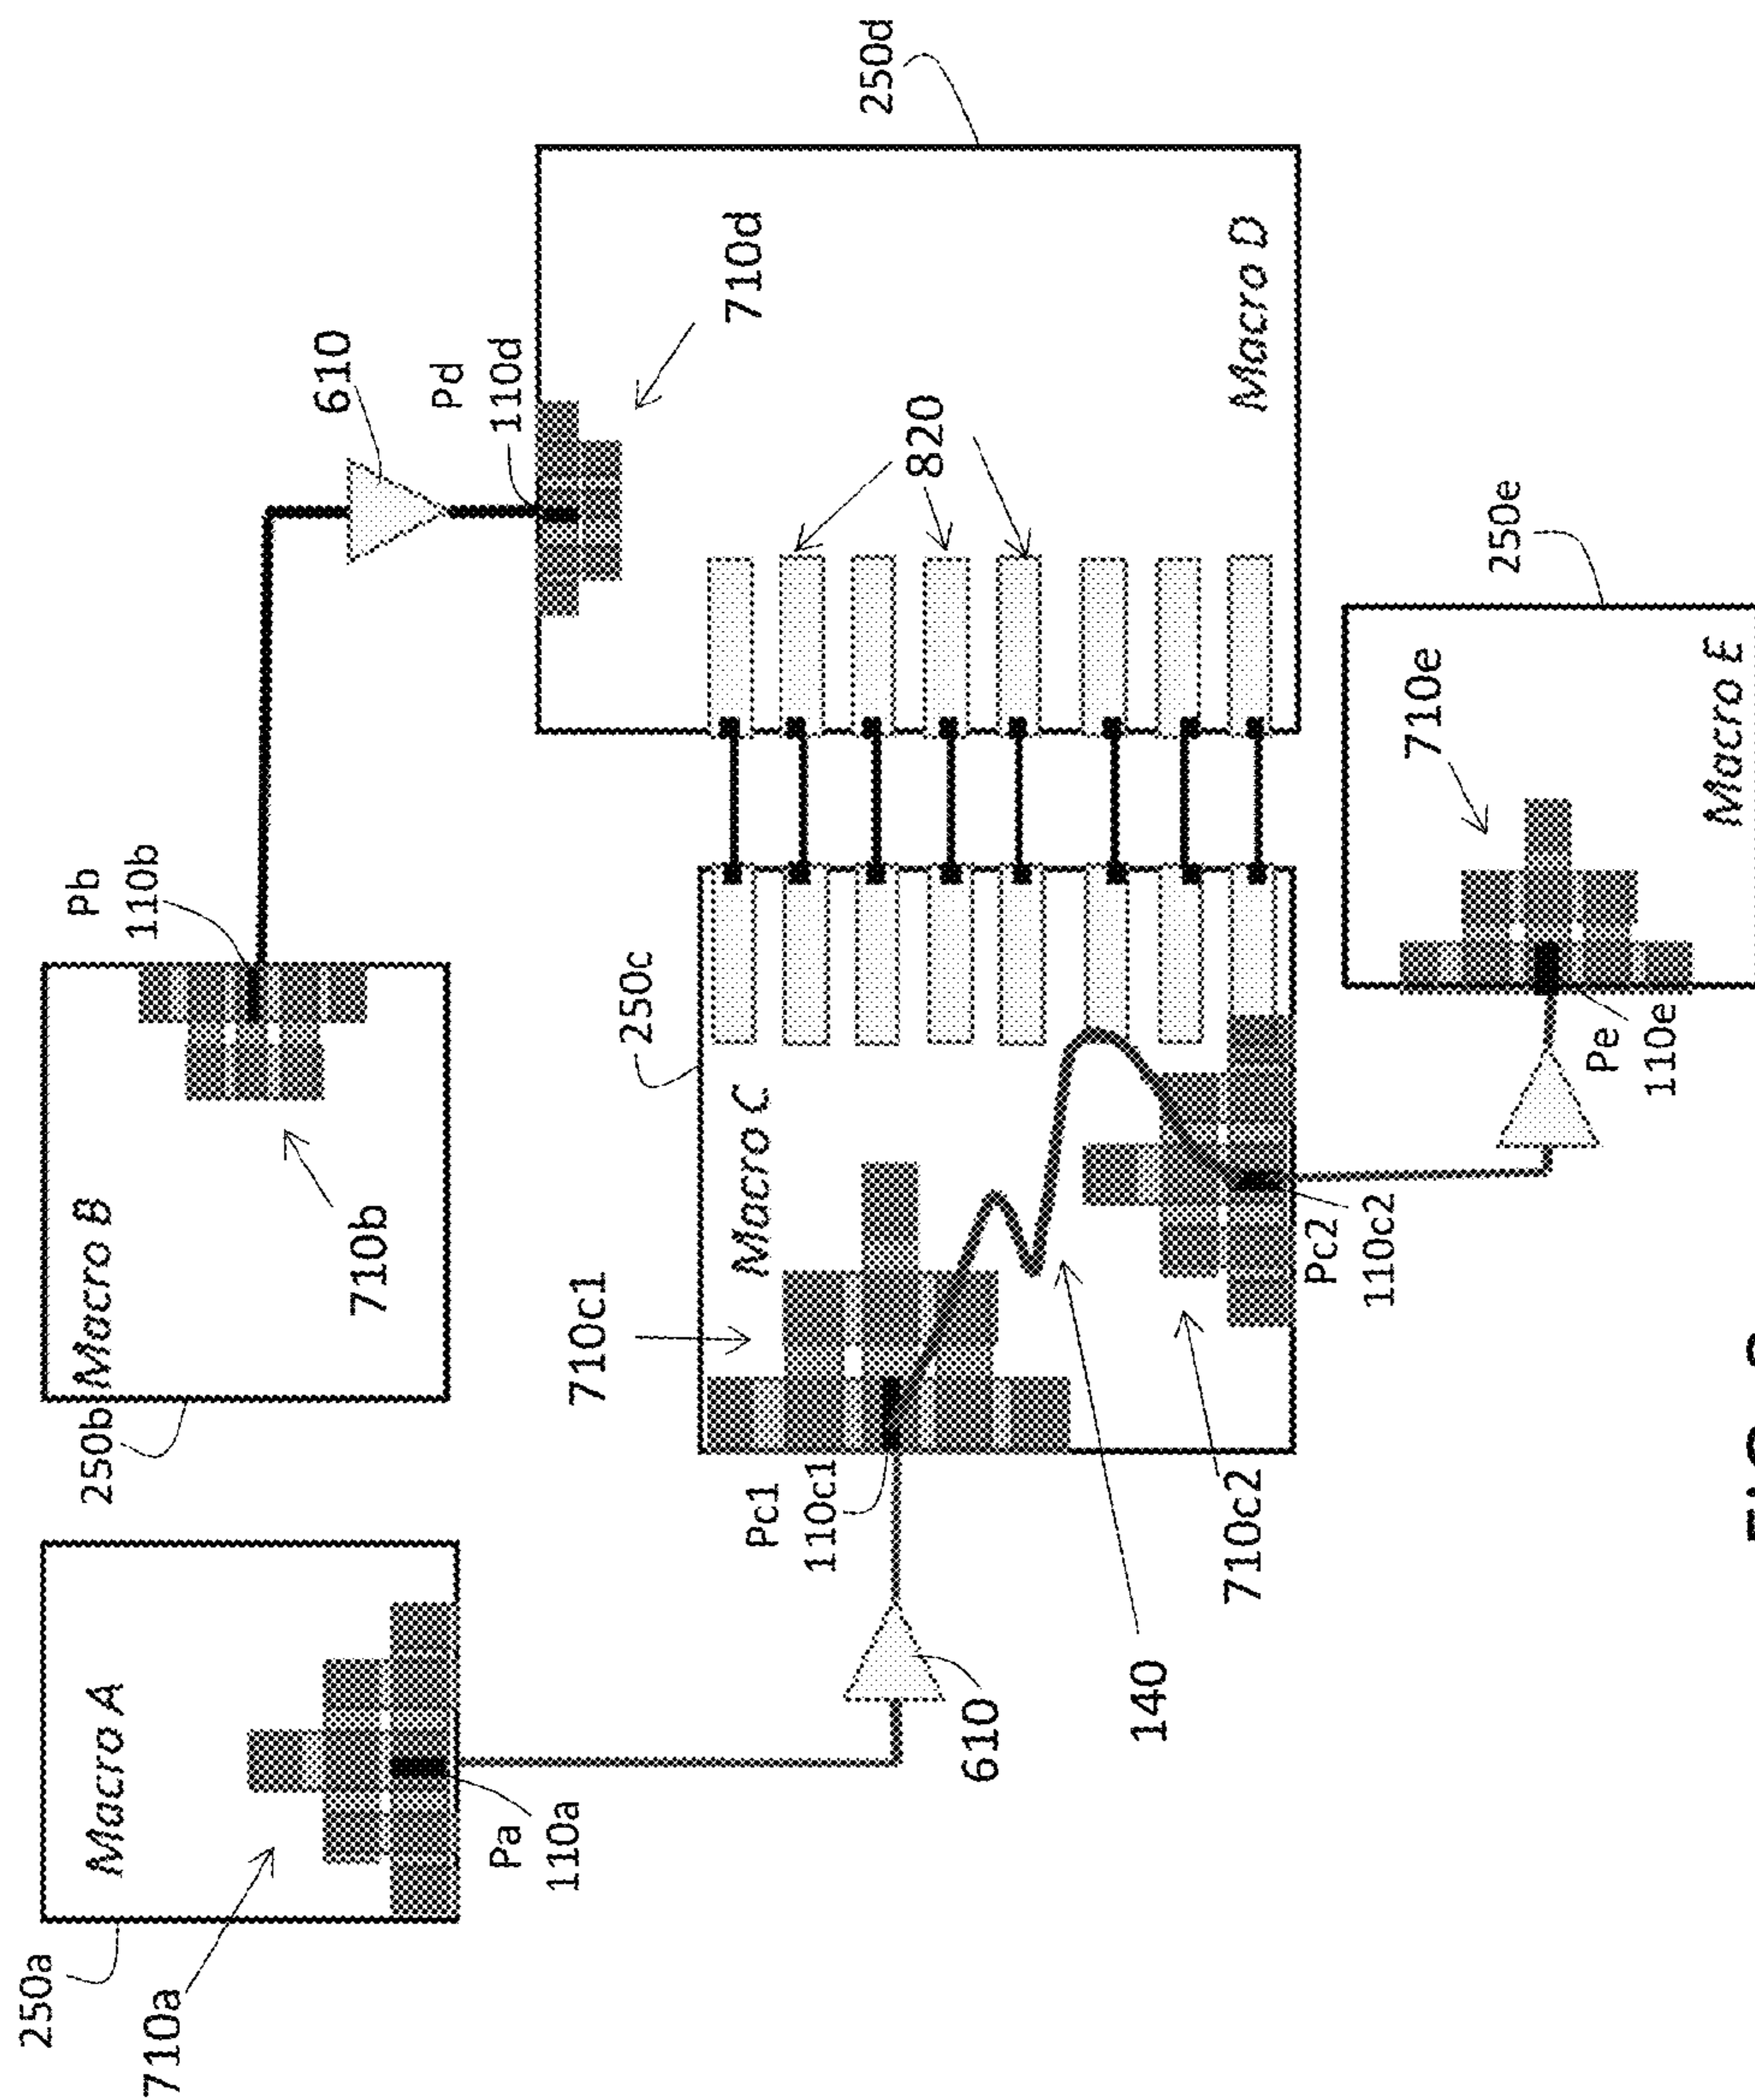 250a
710a
Macro A
Pa
110a
610
250b
Macro B
710b
Pb
110b
610
Pd
110d
710d
250d
820
Macro D
250c
Macro C
710c1
Pc1
110c1
140
710c2
Pc2
110c2
Pe
110e
710e
250e
Macro E